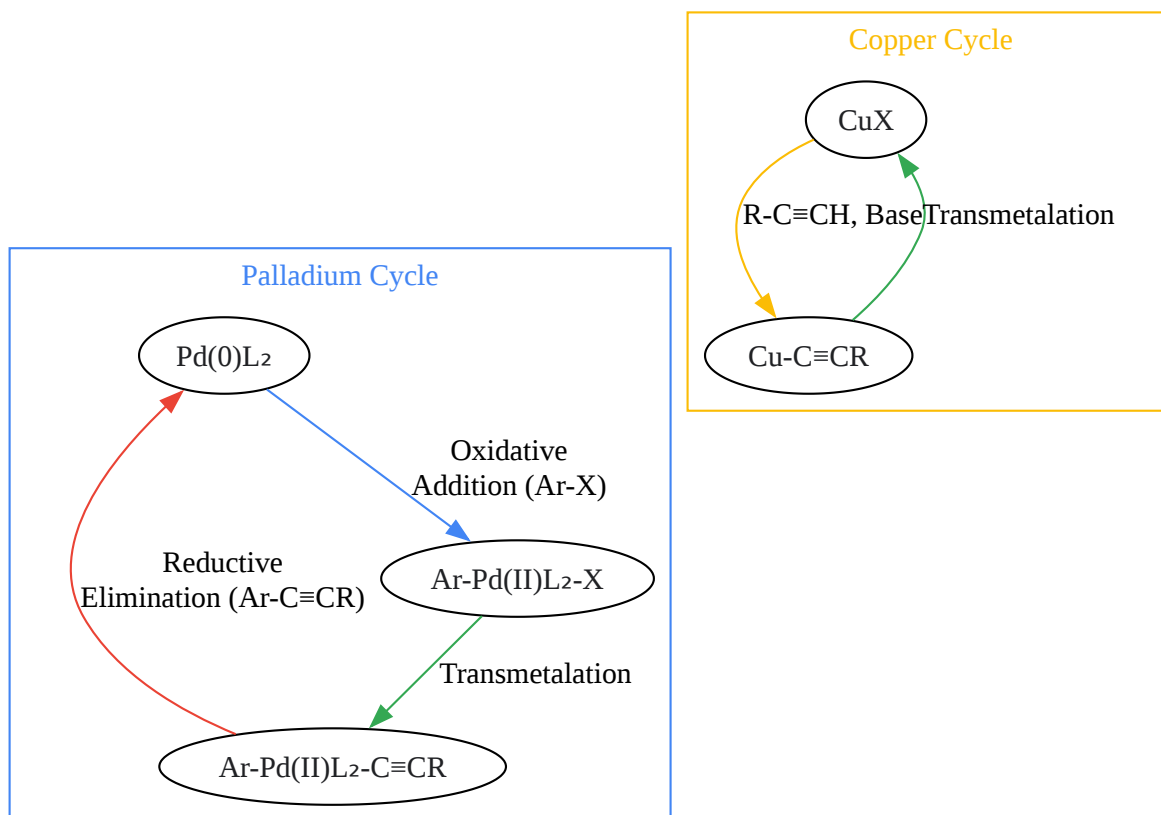 Copper Cycle
CuX
R-C≡CH, Base
Transmetalation
Cu-C≡CR
Palladium Cycle
Pd(0)L₂
Oxidative
Addition (Ar-X)
Ar-Pd(II)L₂-X
Reductive
Elimination (Ar-C≡CR)
Transmetalation
Ar-Pd(II)L₂-C≡CR